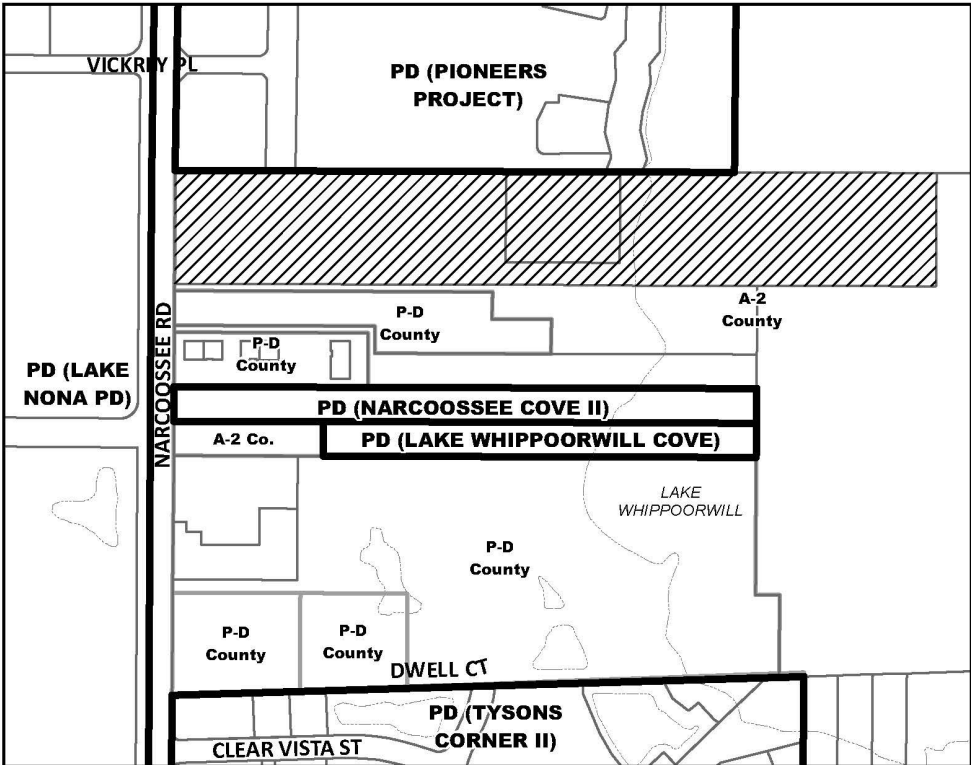 VICKREY PL
PD (PIONEERS
PROJECT)
P-D
County
A-2
County
P-D
County
PD (LAKE
NONA PD)
NARCOOSSEE RD
PD (NARCOOSSEE COVE II)
A-2 Co.
PD (LAKE WHIPPOORWILL COVE)
LAKE
WHIPPOORWILL
P-D
County
P-D
County
P-D
County
DWELL CT
PD (TYSONS
CORNER II)
CLEAR VISTA ST